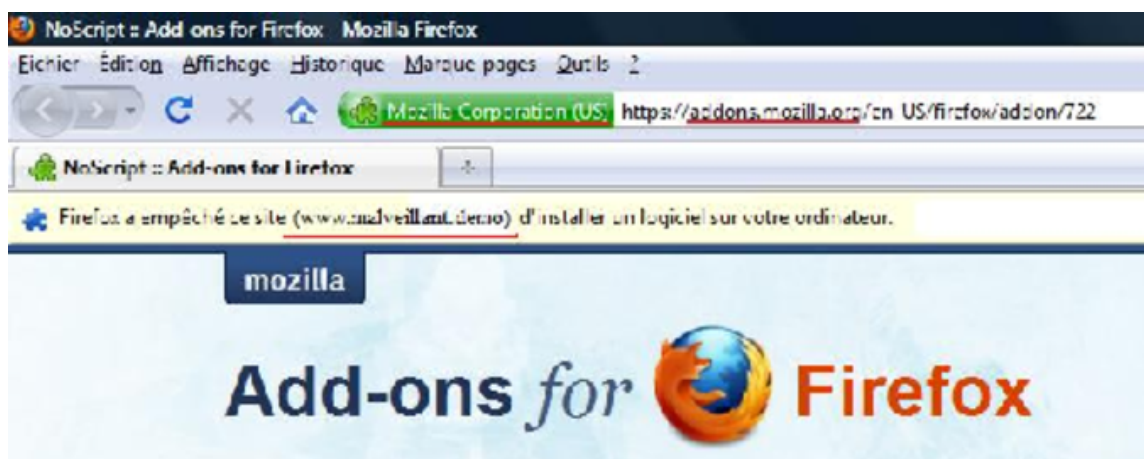 NoScript :: Add-ons for Firefox - Mozilla Firefox
Fichier Édition Affichage Historique Marque-pages Outils ?
Mozilla Corporation (US) https://addons.mozilla.org/en-US/firefox/addon/722
NoScript :: Add-ons for Firefox
Firefox a empêché ce site (www.malveillant.demo) d'installer un logiciel sur votre ordinateur.
mozilla
Add-ons for Firefox